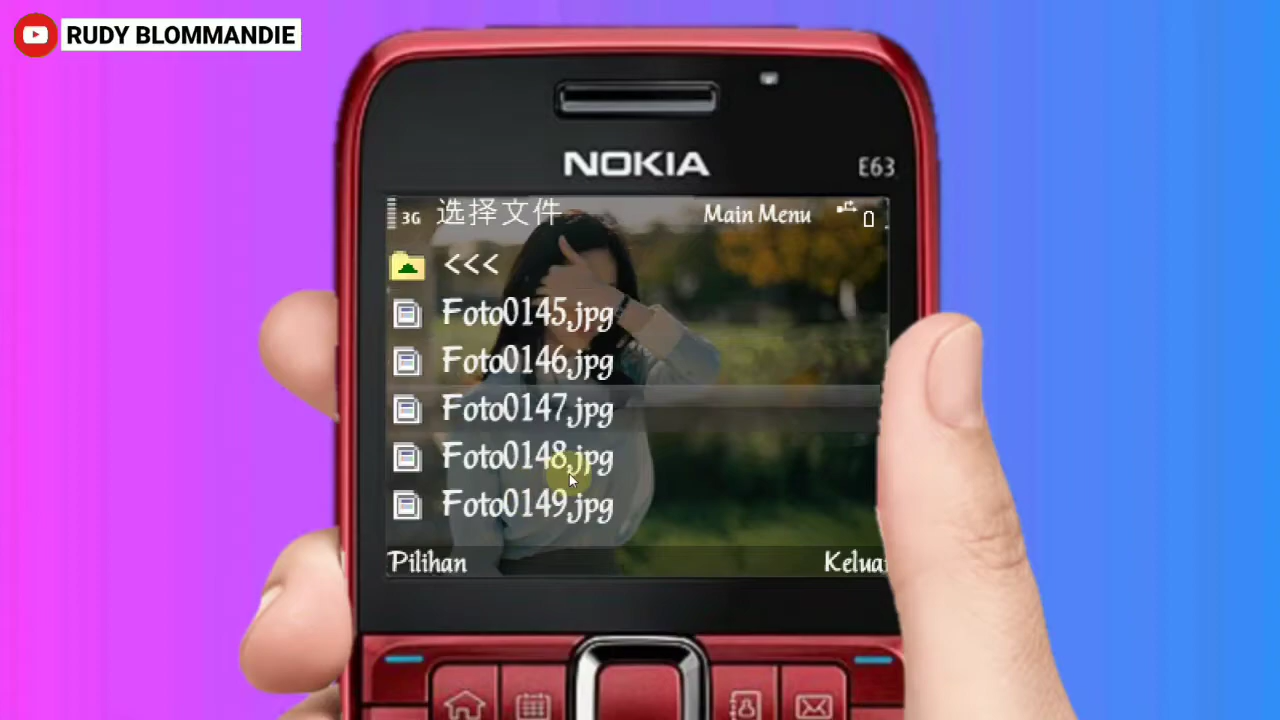 RUDY BLOMMANDIE
NOKIA
E63
3G 选择文件 Main Menu
<<<
Foto0145.jpg
Foto0146.jpg
Foto0147.jpg
Foto0148.jpg
Foto0149.jpg
Pilihan